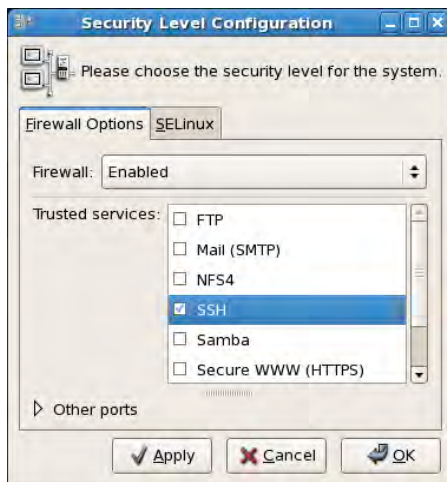 Security Level Configuration
Please choose the security level for the system.
Firewall Options SELinux
Firewall: Enabled
Trusted services:
FTP
Mail (SMTP)
NFS4
SSH
Samba
Secure WWW (HTTPS)
Other ports
Apply Cancel OK